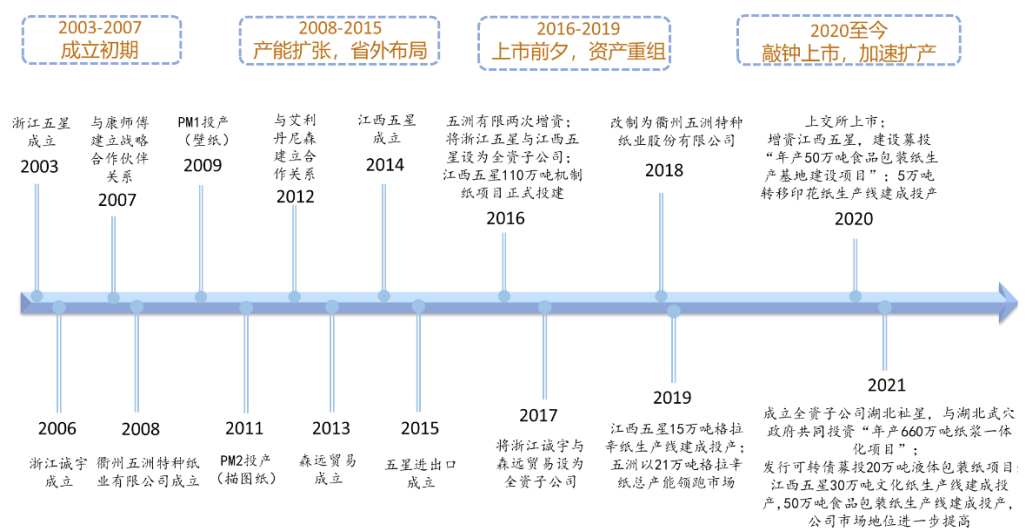 2003-2007
成立初期
2008-2015
产能扩张，省外布局
2016-2019
上市前夕，资产重组
2020至今
敲钟上市，加速扩产
浙江五星
成立
2003
与康师傅
建立战略
合作伙伴
关系
2007
PM1投产
（壁纸）
2009
与艾利
丹尼森
建立合
作关系
2012
江西五星
成立
2014
五洲有限两次增资；
将浙江五星与江西五
星设为全资子公司；
江西五星110万吨机制
纸项目正式投建
2016
改制为衢州五洲特种
纸业股份有限公司
2018
上交所上市；
增资江西五星，建设募投
“年产50万吨食品包装纸生
产基地建设项目”；5万吨
转移印花纸生产线建成投产
2020
2006
浙江诚宇
成立
2008
衢州五洲特种纸
业有限公司成立
2011
PM2投产
（描图纸）
2013
森远贸易
成立
2015
五星进出口
成立
2017
将浙江诚宇与
森远贸易设为
全资子公司
2019
江西五星15万吨格拉
辛纸生产线建成投产；
五洲以21万吨格拉辛
纸总产能领跑市场
2021
成立全资子公司湖北祉星，与湖北武穴
政府共同投资“年产660万吨纸浆一体
化项目”；
发行可转债募投20万吨液体包装纸项目；
江西五星30万吨文化纸生产线建成投
产,50万吨食品包装纸生产线建成投产,
公司市场地位进一步提高